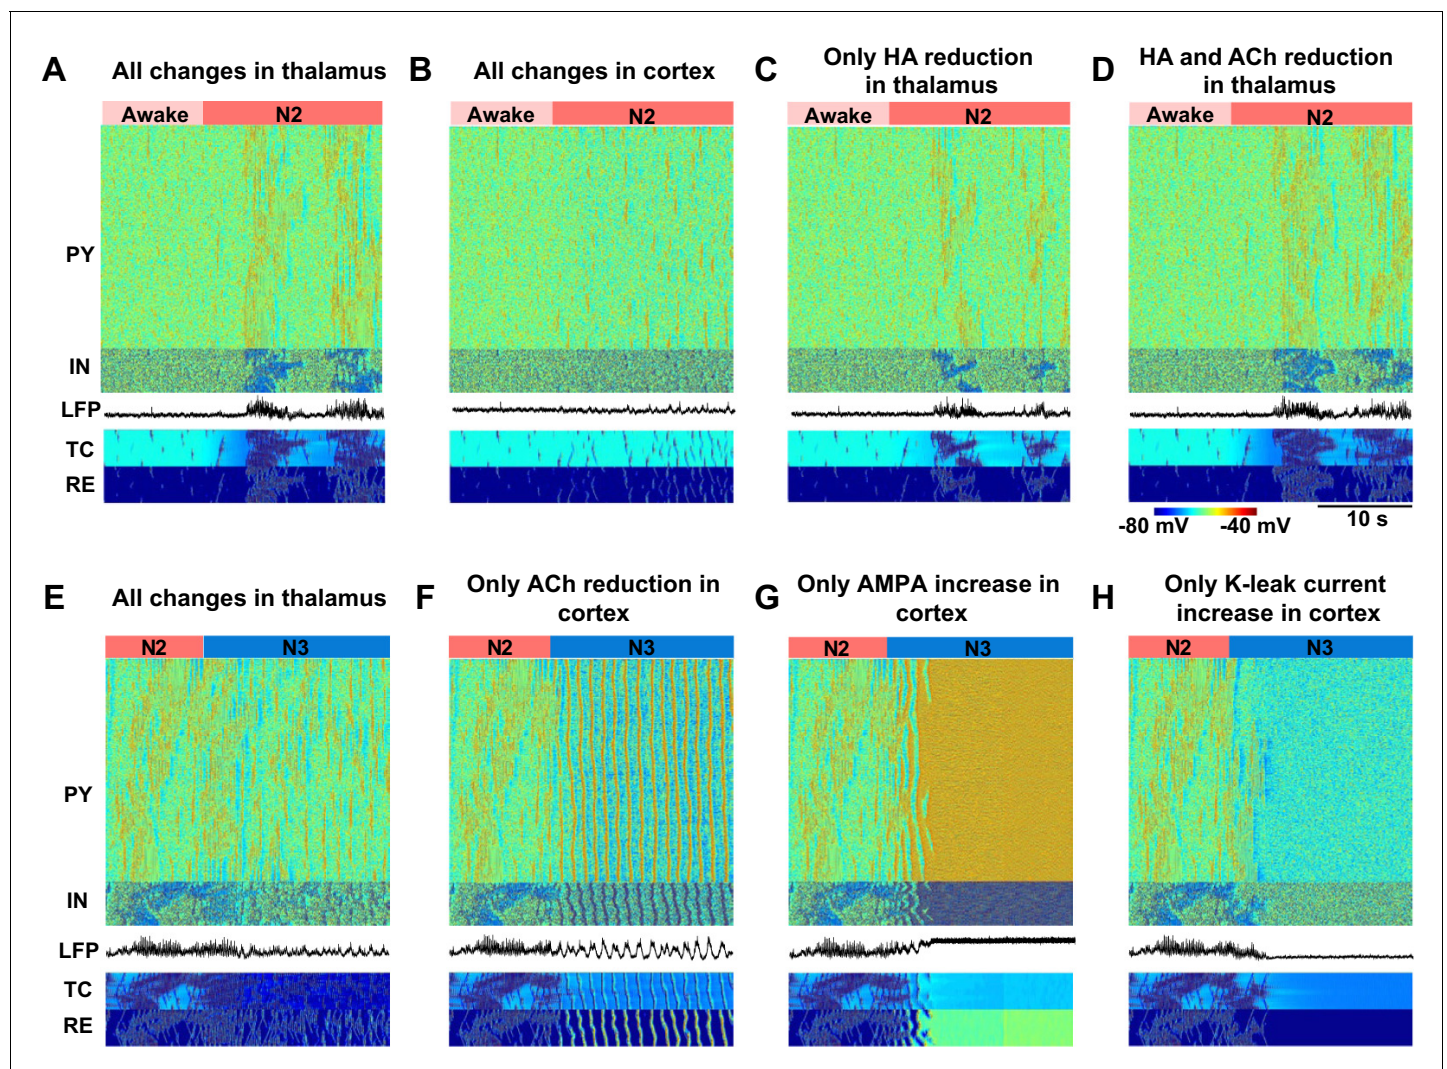 A All changes in thalamus
B All changes in cortex
C Only HA reduction
in thalamus
D HA and ACh reduction
in thalamus
Awake N2
Awake N2
Awake N2
Awake N2
PY
IN
LFP
TC
RE
-80 mV -40 mV
10 s
E All changes in thalamus
F Only ACh reduction in
cortex
G Only AMPA increase in
cortex
H Only K-leak current
increase in cortex
N2 N3
N2 N3
N2 N3
N2 N3
PY
IN
LFP
TC
RE